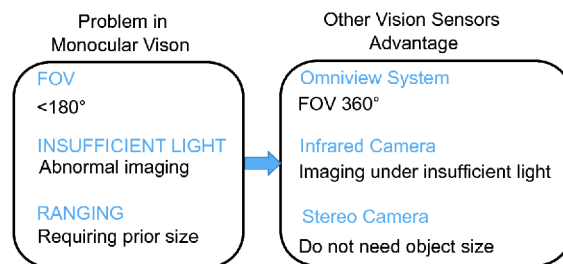 Problem in
Monocular Vison
FOV
<180°
INSUFFICIENT LIGHT
Abnormal imaging
RANGING
Requiring prior size
Other Vision Sensors
Advantage
Omniview System
FOV 360°
Infrared Camera
Imaging under insufficient light
Stereo Camera
Do not need object size